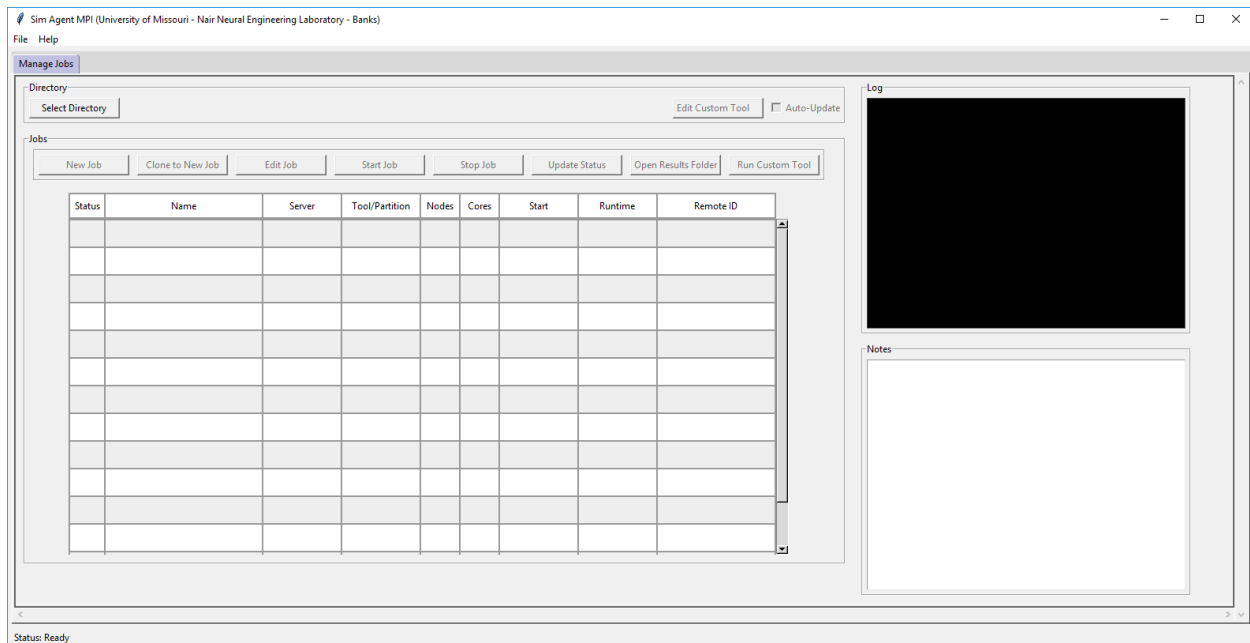 Sim Agent MPI (University of Missouri - Nair Neural Engineering Laboratory - Banks)
File Help
Manage Jobs
Directory
Select Directory
Edit Custom Tool
Auto-Update
Jobs
New Job
Clone to New Job
Edit Job
Start Job
Stop Job
Update Status
Open Results Folder
Run Custom Tool
Status Name Server Tool/Partition Nodes Cores Start Runtime Remote ID
Log
Notes
Status: Ready